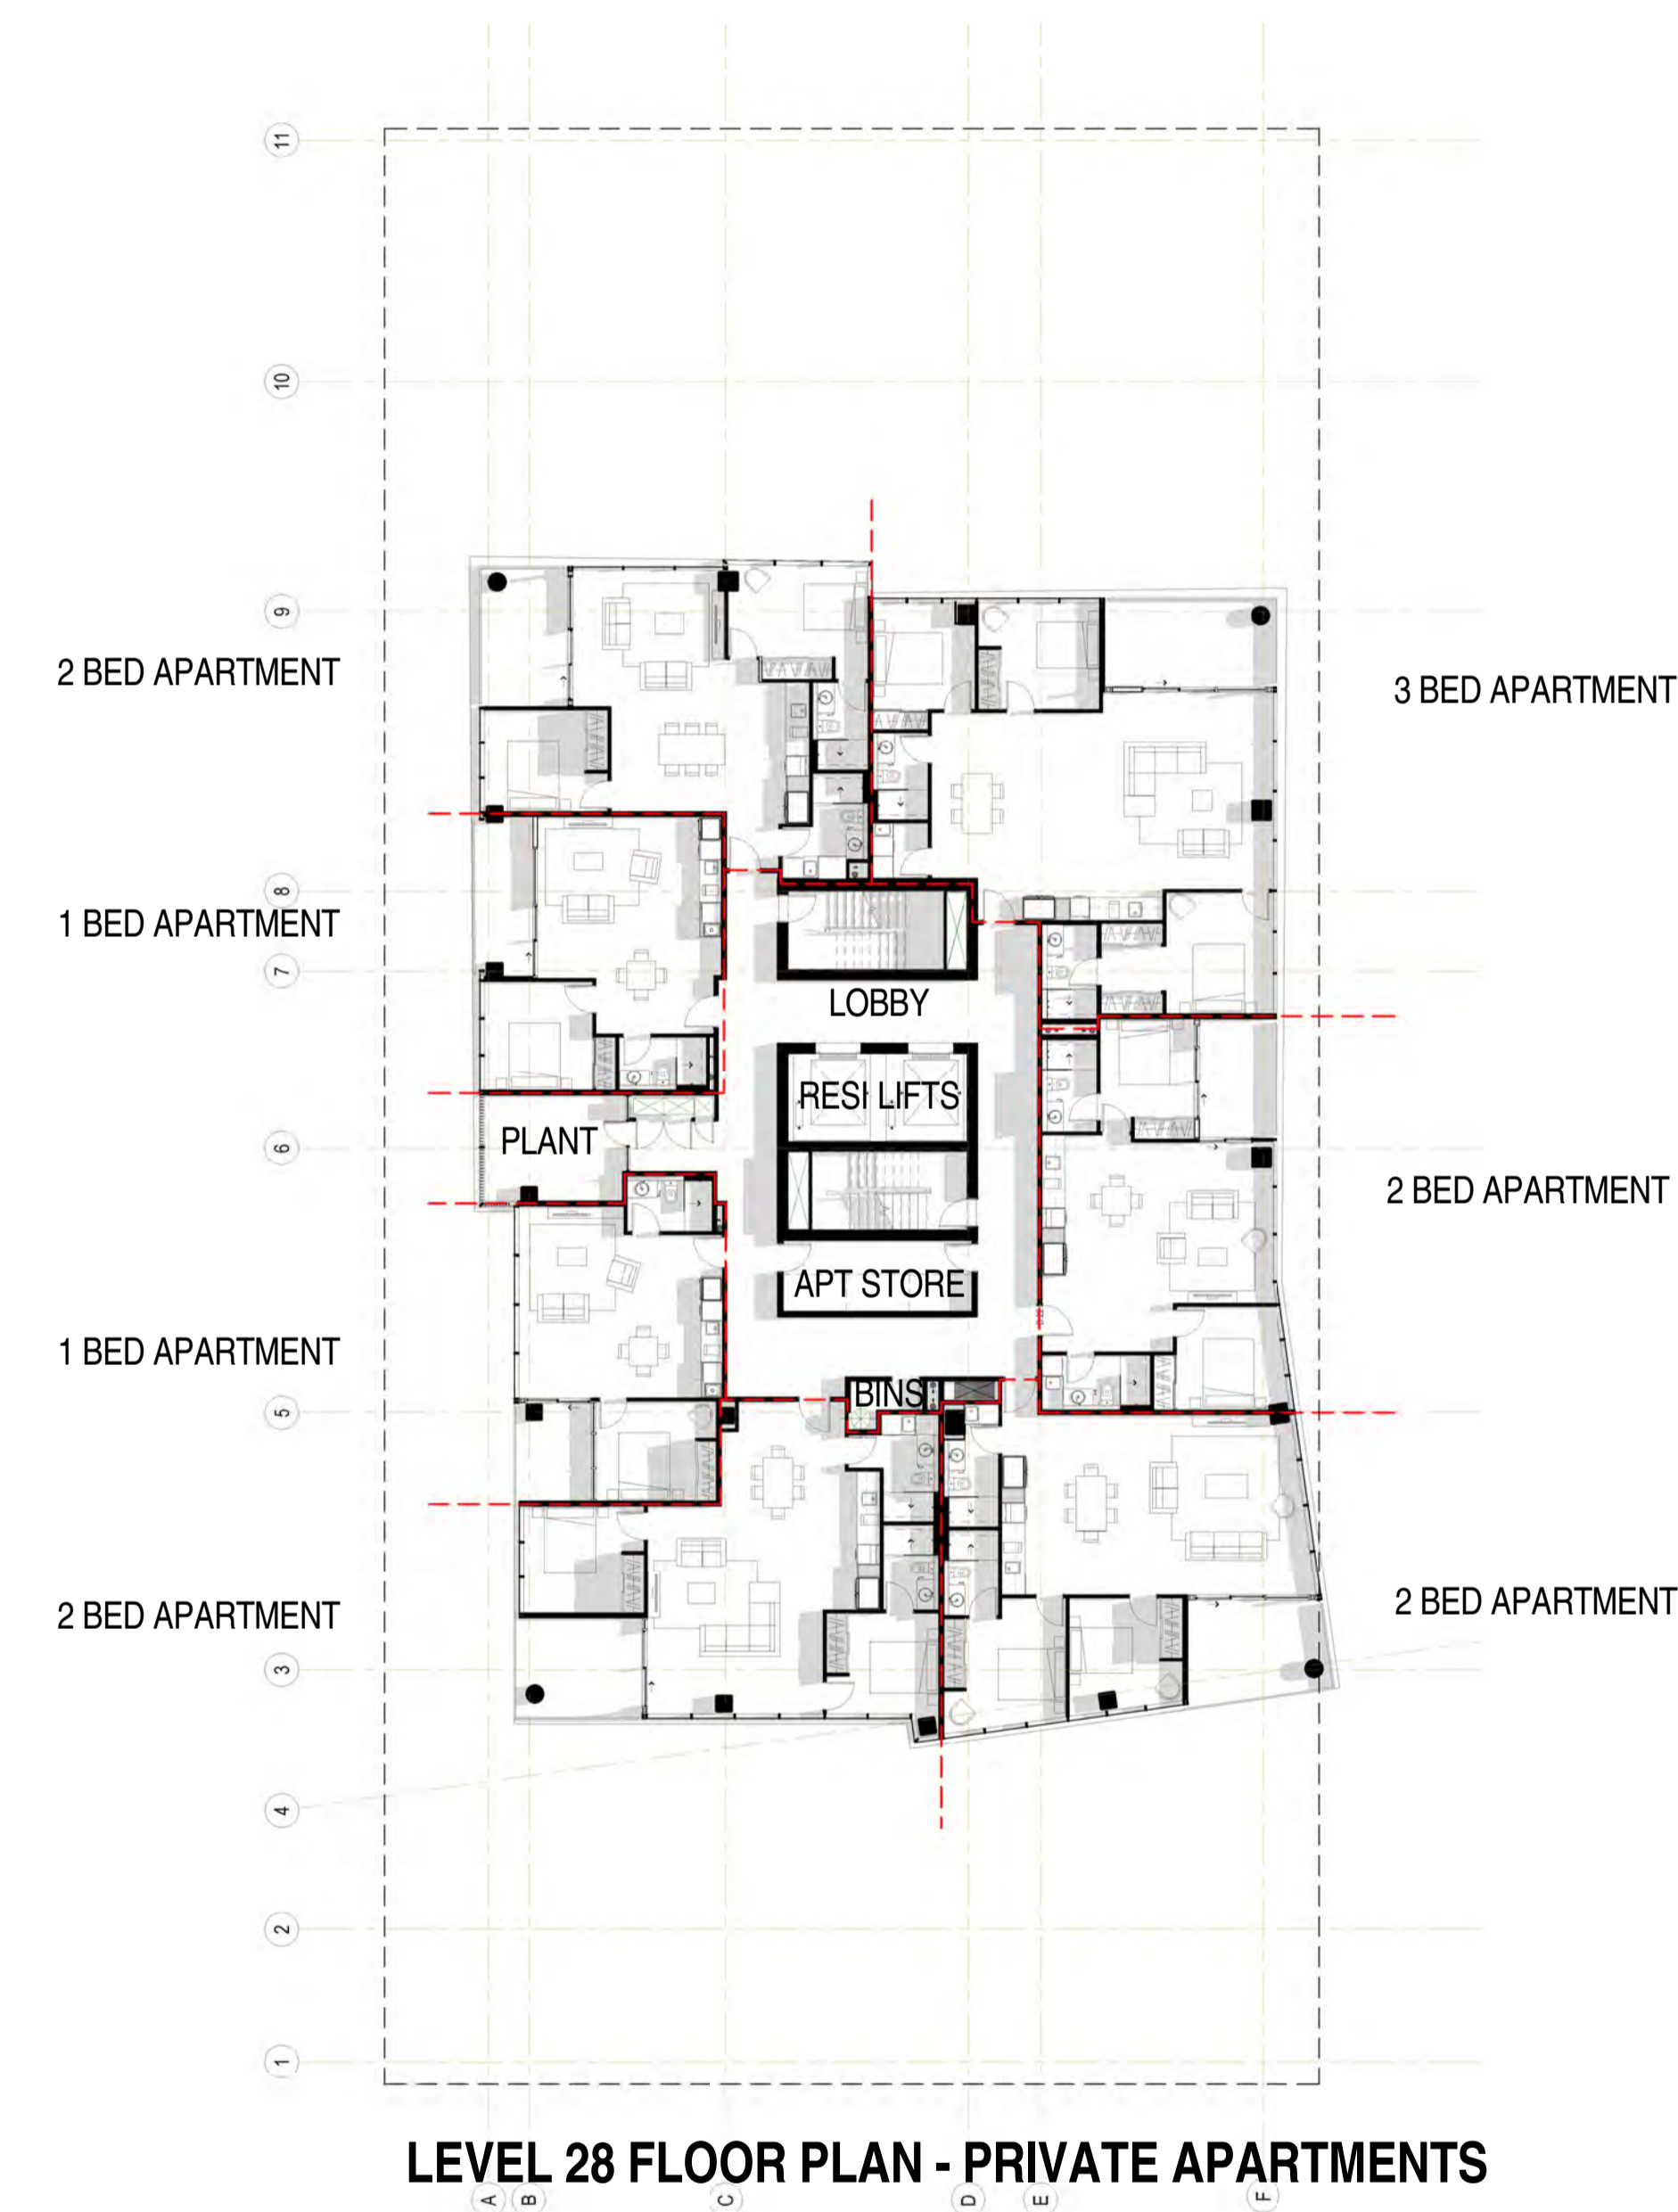 11
10
9
2 BED APARTMENT
3 BED APARTMENT
8
1 BED APARTMENT
7
LOBBY
RESI LIFTS
PLANT
6
2 BED APARTMENT
APT STORE
1 BED APARTMENT
BINS
5
2 BED APARTMENT
2 BED APARTMENT
3
4
2
1
LEVEL 28 FLOOR PLAN - PRIVATE APARTMENTS
A B C D E F